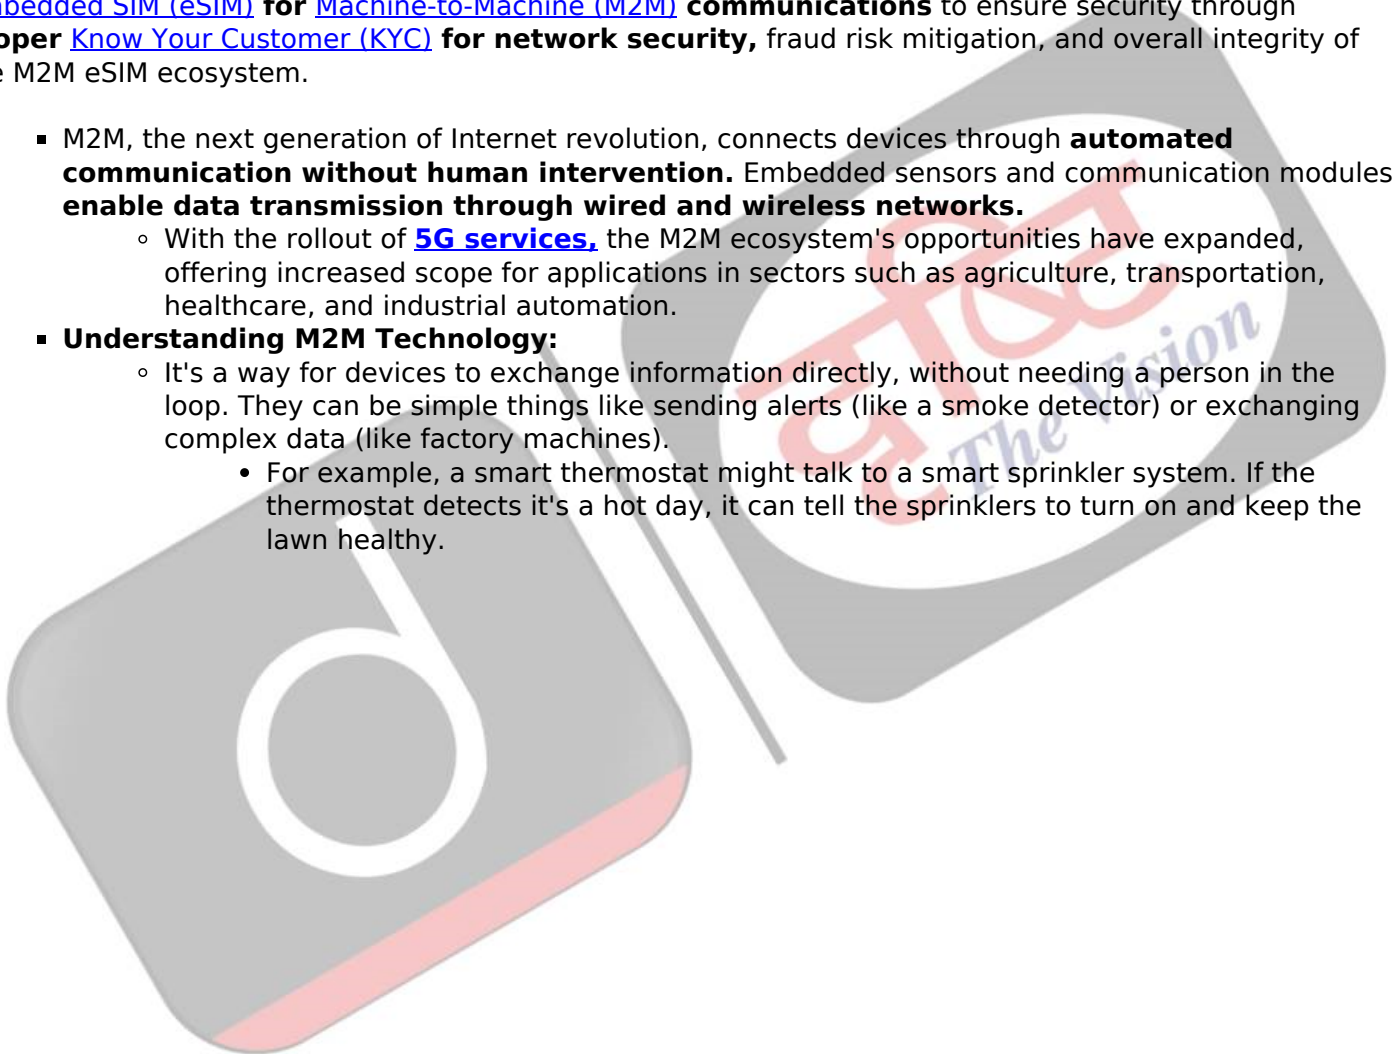 bedded SIM (eSIM) for Machine-to-Machine (M2M) communications to ensure security through
oper Know Your Customer (KYC) for network security, fraud risk mitigation, and overall integrity of
e M2M eSIM ecosystem.
M2M, the next generation of Internet revolution, connects devices through automated
communication without human intervention. Embedded sensors and communication modules
enable data transmission through wired and wireless networks.
With the rollout of 5G services, the M2M ecosystem's opportunities have expanded,
offering increased scope for applications in sectors such as agriculture, transportation,
healthcare, and industrial automation.
Understanding M2M Technology:
It's a way for devices to exchange information directly, without needing a person in the
loop. They can be simple things like sending alerts (like a smoke detector) or exchanging
complex data (like factory machines).
For example, a smart thermostat might talk to a smart sprinkler system. If the
thermostat detects it's a hot day, it can tell the sprinklers to turn on and keep the
lawn healthy.
दृष्टि
The Vision
d